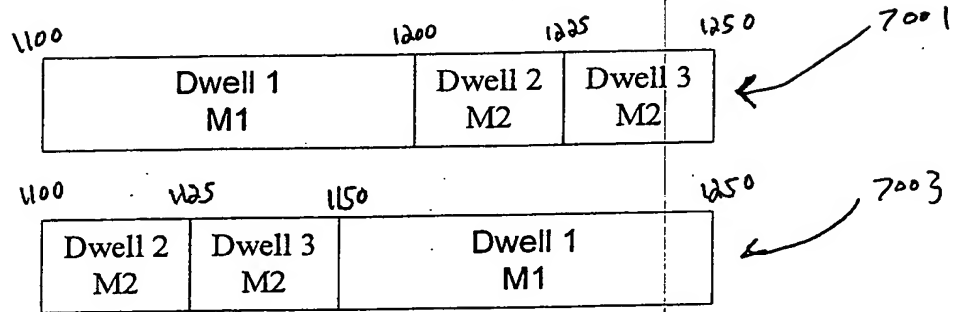 1100 1200 1225 1250 7001
Dwell 1 Dwell 2 Dwell 3
M1 M2 M2
1100 1125 1150 1250 7003
Dwell 2 Dwell 3 Dwell 1
M2 M2 M1